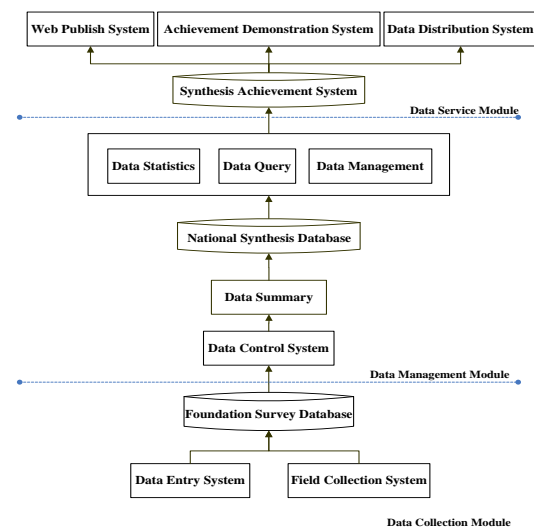 Web Publish System
Achievement Demonstration System
Data Distribution System
Synthesis Achievement System
Data Service Module
Data Statistics
Data Query
Data Management
National Synthesis Database
Data Summary
Data Control System
Data Management Module
Foundation Survey Database
Data Entry System
Field Collection System
Data Collection Module